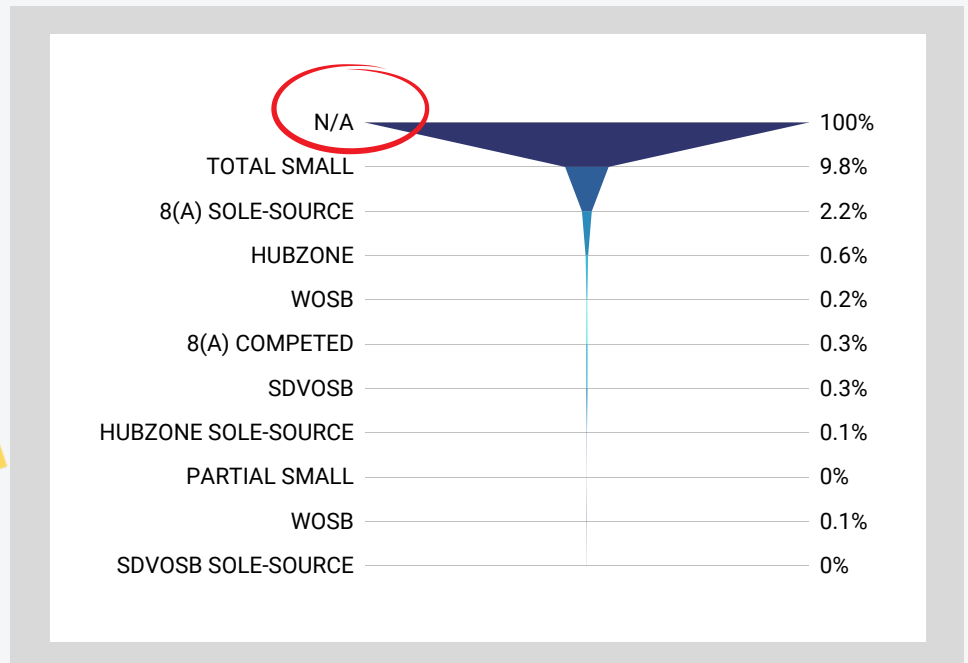 N/A 100%
TOTAL SMALL 9.8%
8(A) SOLE-SOURCE 2.2%
HUBZONE 0.6%
WOSB 0.2%
8(A) COMPETED 0.3%
SDVOSB 0.3%
HUBZONE SOLE-SOURCE 0.1%
PARTIAL SMALL 0%
WOSB 0.1%
SDVOSB SOLE-SOURCE 0%